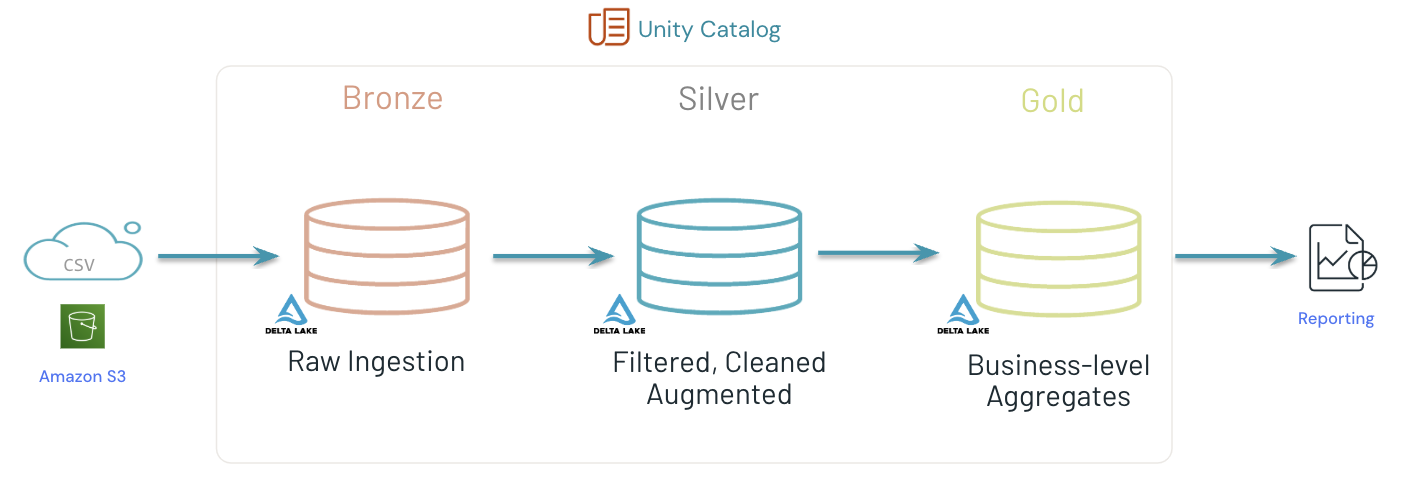 Unity Catalog
Bronze
Silver
Gold
CSV
Amazon S3
DELTA LAKE
Raw Ingestion
DELTA LAKE
Filtered, Cleaned
Augmented
DELTA LAKE
Business-level
Aggregates
Reporting